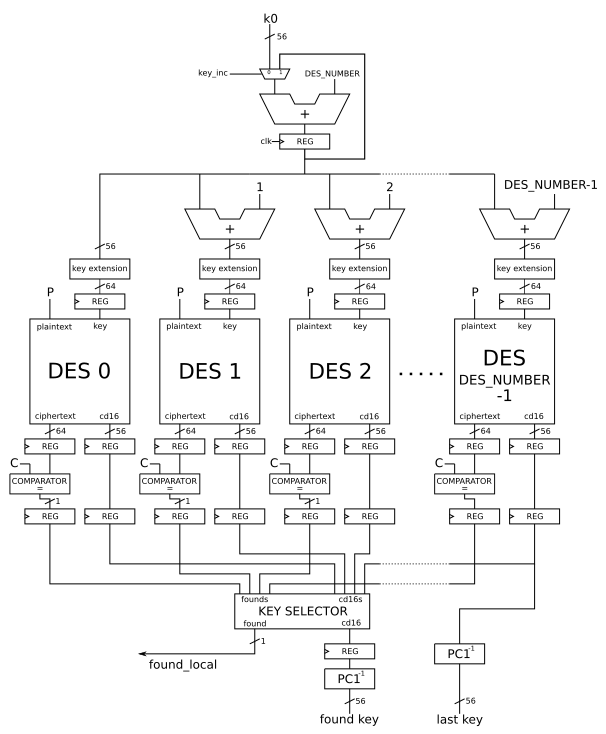 k0
56
key_inc
0 1
DES_NUMBER
+
clk
REG
1
2
DES_NUMBER-1
+
+
+
56
56
56
56
key extension
key extension
key extension
key extension
64
64
64
64
P
REG
P
REG
P
REG
P
REG
plaintext key
plaintext key
plaintext key
plaintext key
DES 0
DES 1
DES 2
.....
DES
DES_NUMBER
-1
ciphertext cd16
ciphertext cd16
ciphertext cd16
ciphertext cd16
64 56
64 56
64 56
64 56
REG REG
REG REG
REG REG
REG REG
C
C
C
C
COMPARATOR
=
COMPARATOR
=
COMPARATOR
=
COMPARATOR
=
1
1
1
REG REG
REG REG
REG REG
REG REG
founds cd16s
KEY SELECTOR
found cd16
1
found_local
REG
PC1-1
56
found key
PC1-1
56
last key